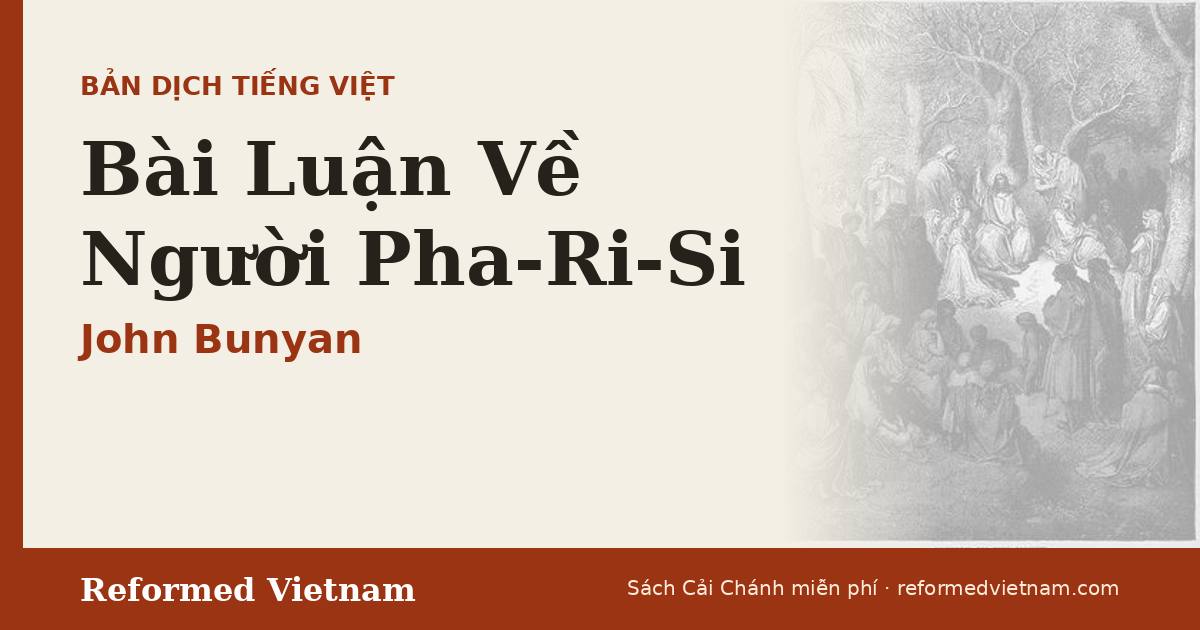 BẢN DỊCH TIẾNG VIỆT
Bài Luận Về
Người Pha-Ri-Si
John Bunyan
Reformed Vietnam
Sách Cải Chánh miễn phí · reformedvietnam.com